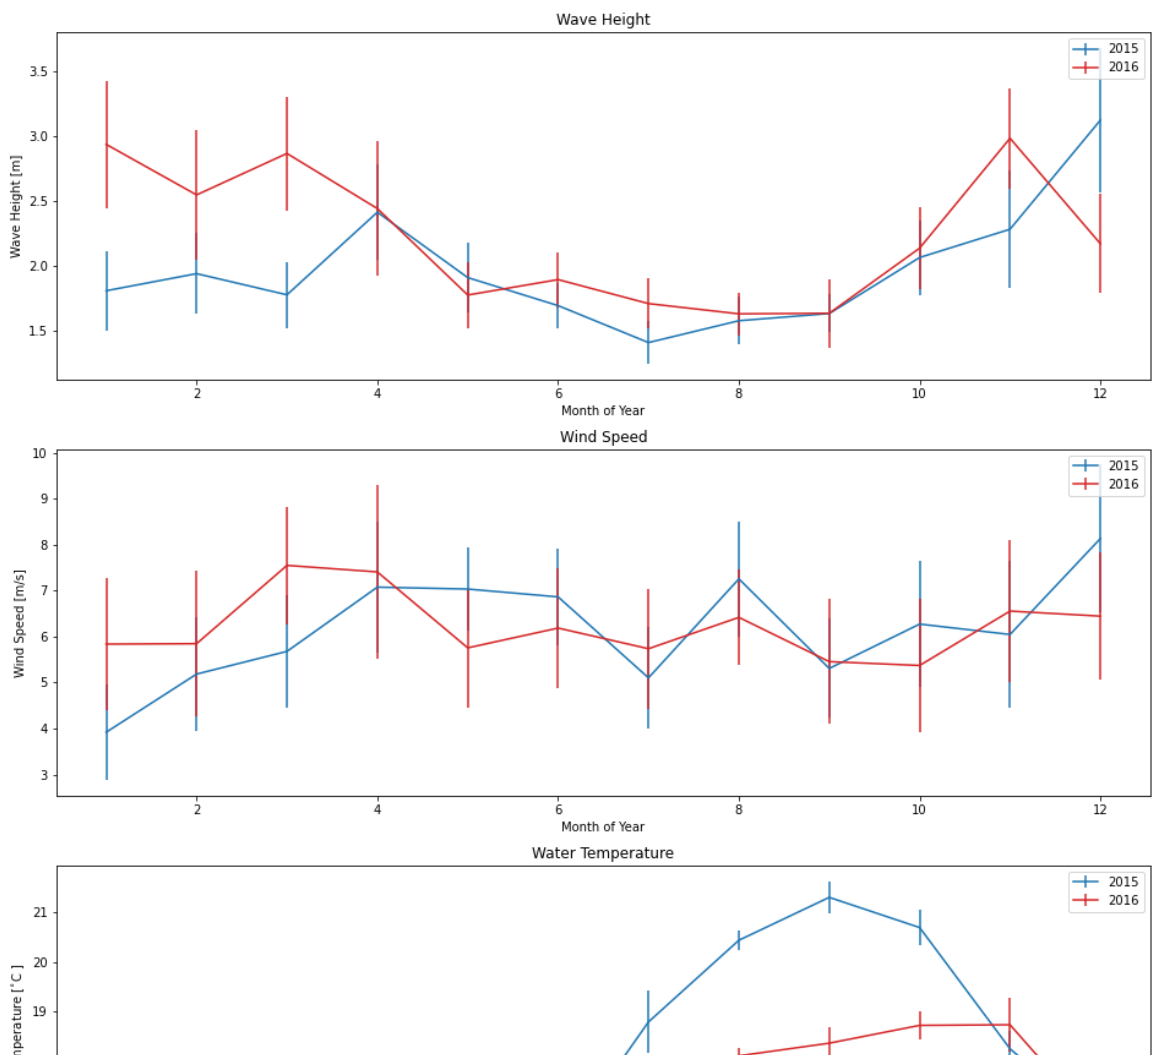 Wave Height
2015
2016
3.5
3.0
2.5
2.0
1.5
Wave Height [m]
2 4 6 8 10 12
Month of Year
Wind Speed
2015
2016
10
9
8
7
6
5
4
3
Wind Speed [m/s]
2 4 6 8 10 12
Month of Year
Water Temperature
2015
2016
21
20
19
[°C ]